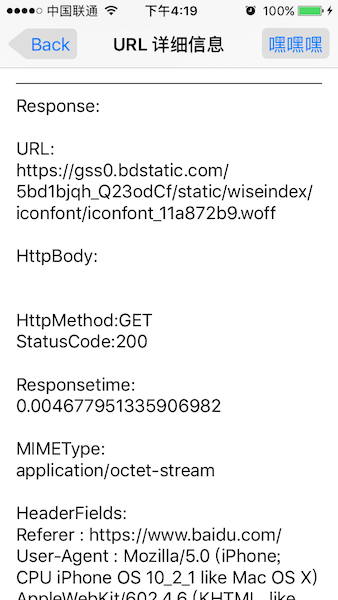 中国联通 下午4:19 100%
Back URL 详细信息 嘿嘿嘿
Response:
URL:
https://gss0.bdstatic.com/
5bd1bjqh_Q23odCf/static/wiseindex/
iconfont/iconfont_11a872b9.woff
HttpBody:
HttpMethod:GET
StatusCode:200
Responsetime:
0.004677951335906982
MIMEType:
application/octet-stream
HeaderFields:
Referer : https://www.baidu.com/
User-Agent : Mozilla/5.0 (iPhone;
CPU iPhone OS 10_2_1 like Mac OS X)
AppleWebKit/602.4.6 (KHTML, like